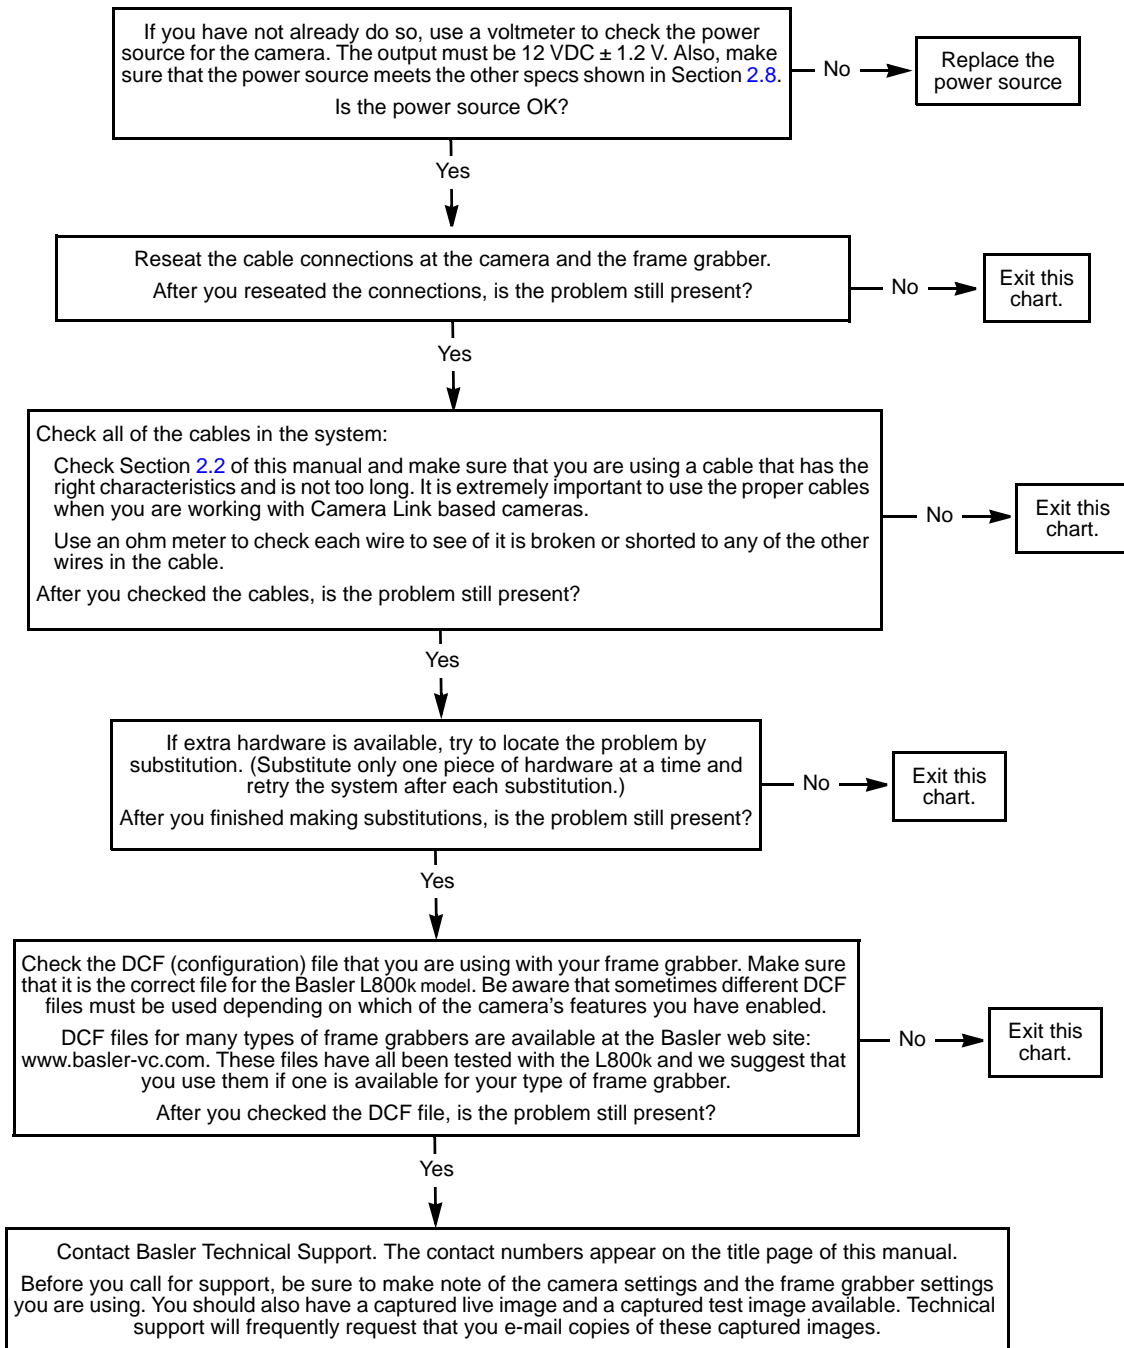 If you have not already do so, use a voltmeter to check the power
source for the camera. The output must be 12 VDC ± 1.2 V. Also, make
sure that the power source meets the other specs shown in Section 2.8.
Is the power source OK?
No
Replace the
power source
Yes
Reseat the cable connections at the camera and the frame grabber.
After you reseated the connections, is the problem still present?
No
Exit this
chart.
Yes
Check all of the cables in the system:
Check Section 2.2 of this manual and make sure that you are using a cable that has the
right characteristics and is not too long. It is extremely important to use the proper cables
when you are working with Camera Link based cameras.
Use an ohm meter to check each wire to see of it is broken or shorted to any of the other
wires in the cable.
After you checked the cables, is the problem still present?
No
Exit this
chart.
Yes
If extra hardware is available, try to locate the problem by
substitution. (Substitute only one piece of hardware at a time and
retry the system after each substitution.)
After you finished making substitutions, is the problem still present?
No
Exit this
chart.
Yes
Check the DCF (configuration) file that you are using with your frame grabber. Make sure
that it is the correct file for the Basler L800k model. Be aware that sometimes different DCF
files must be used depending on which of the camera's features you have enabled.
DCF files for many types of frame grabbers are available at the Basler web site:
www.basler-vc.com. These files have all been tested with the L800k and we suggest that
you use them if one is available for your type of frame grabber.
After you checked the DCF file, is the problem still present?
No
Exit this
chart.
Yes
Contact Basler Technical Support. The contact numbers appear on the title page of this manual.
Before you call for support, be sure to make note of the camera settings and the frame grabber settings
you are using. You should also have a captured live image and a captured test image available. Technical
support will frequently request that you e-mail copies of these captured images.